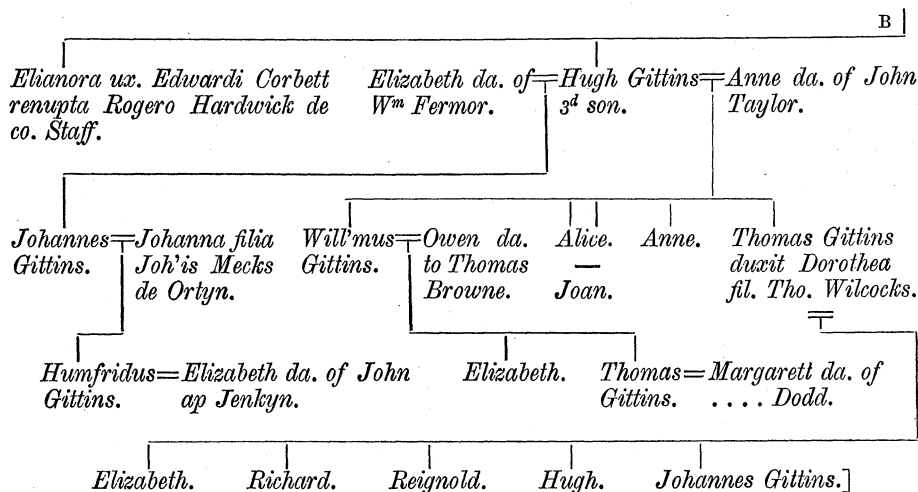 B
Elianora ux. Edwardi Corbett
renupta Rogero Hardwick de
co. Staff.
Elizabeth da. of
Wm Fermor.
Hugh Gittins
3d son.
Anne da. of John
Taylor.
Johannes
Gittins.
Johanna filia
Joh'is Mecks
de Ortyn.
Will'mus
Gittins.
Owen da.
to Thomas
Browne.
Alice.
Joan.
Anne.
Thomas Gittins
duxit Dorothea
fil. Tho. Wilcocks.
Humfridus
Gittins.
Elizabeth da. of John
ap Jenkyn.
Elizabeth.
Thomas
Gittins.
Margarett da. of
.... Dodd.
Elizabeth.
Richard.
Reignold.
Hugh.
Johannes Gittins.]